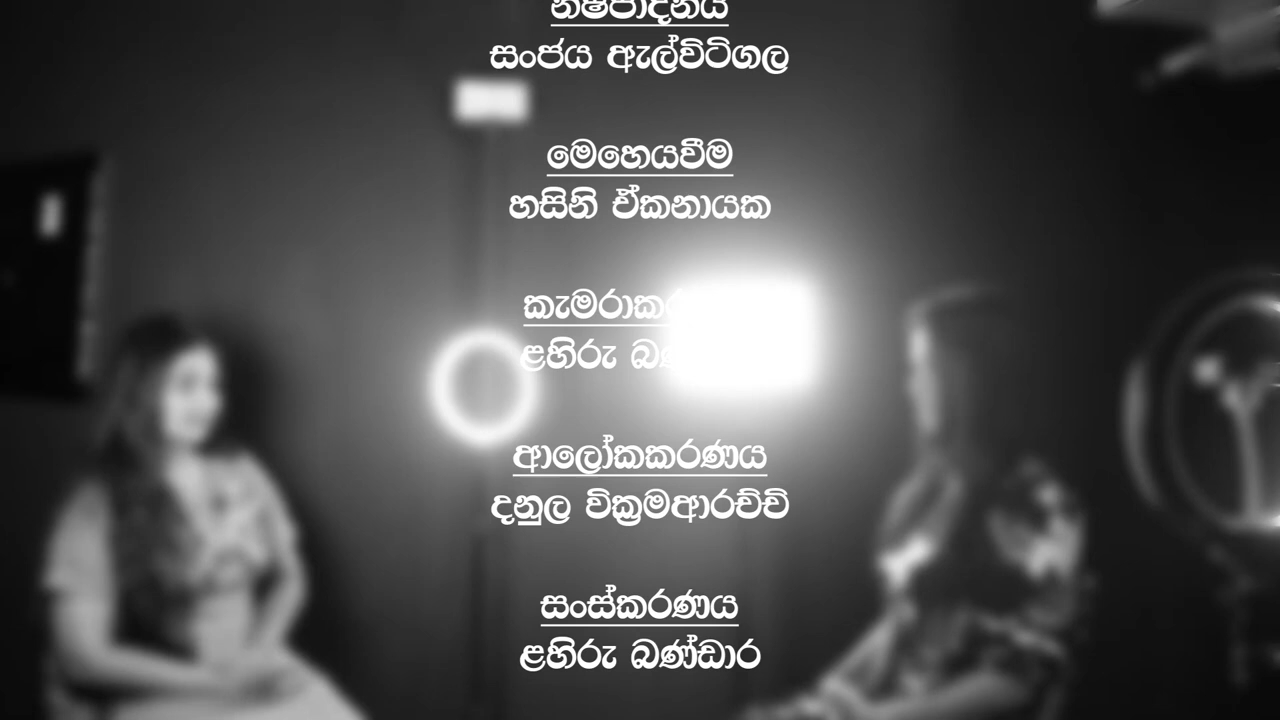 සංජය ඇල්විටිගල
මෙහෙයවීම
හසිනි ඒකනායක
ළහිරු
ආලෝකකරණය
දනුල වික්‍රමආරච්චි
සංස්කරණය
ළහිරු බණ්ඩාර